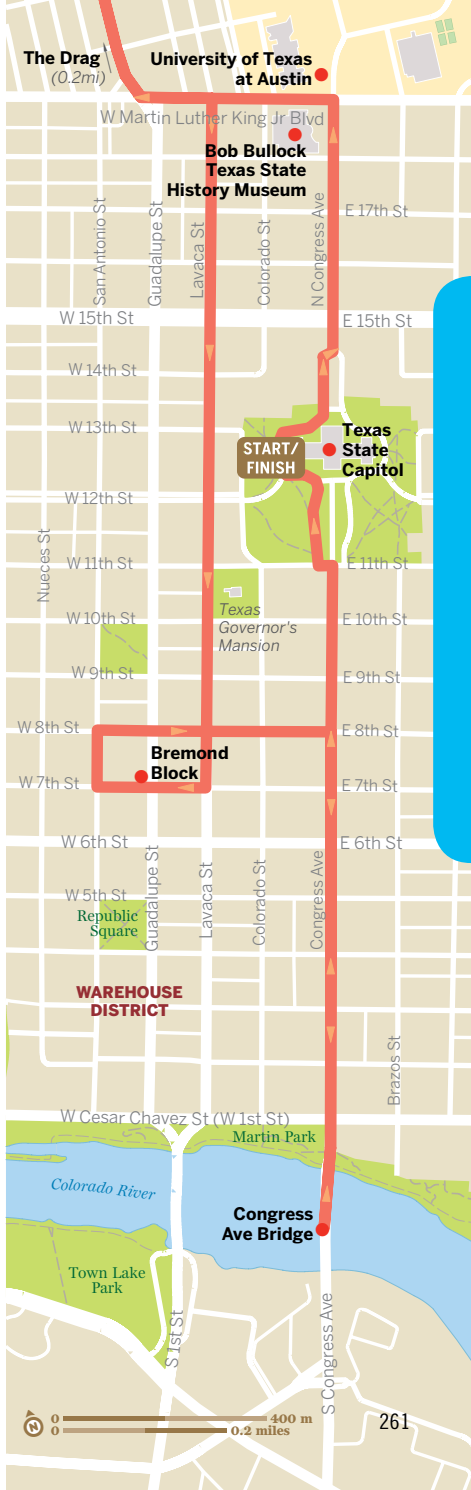 The Drag
(0.2mi)
University of Texas
at Austin
W Martin Luther King Jr Blvd
Bob Bullock
Texas State
History Museum
San Antonio St
Guadalupe St
Lavaca St
Colorado St
N Congress Ave
E 17th St
W 15th St
E 15th St
W 14th St
W 13th St
START/
FINISH
Texas
State
Capitol
W 12th St
Nueces St
W 11th St
E 11th St
W 10th St
Texas
Governor's
Mansion
E 10th St
W 9th St
E 9th St
W 8th St
E 8th St
Bremond
Block
W 7th St
E 7th St
W 6th St
E 6th St
Guadalupe St
Lavaca St
Colorado St
Congress Ave
W 5th St
Republic
Square
WAREHOUSE
DISTRICT
Brazos St
W Cesar Chavez St (W 1st St)
Martin Park
Colorado River
Congress
Ave Bridge
Town Lake
Park
S 1st St
S Congress Ave
N
0 400 m
0 0.2 miles
261